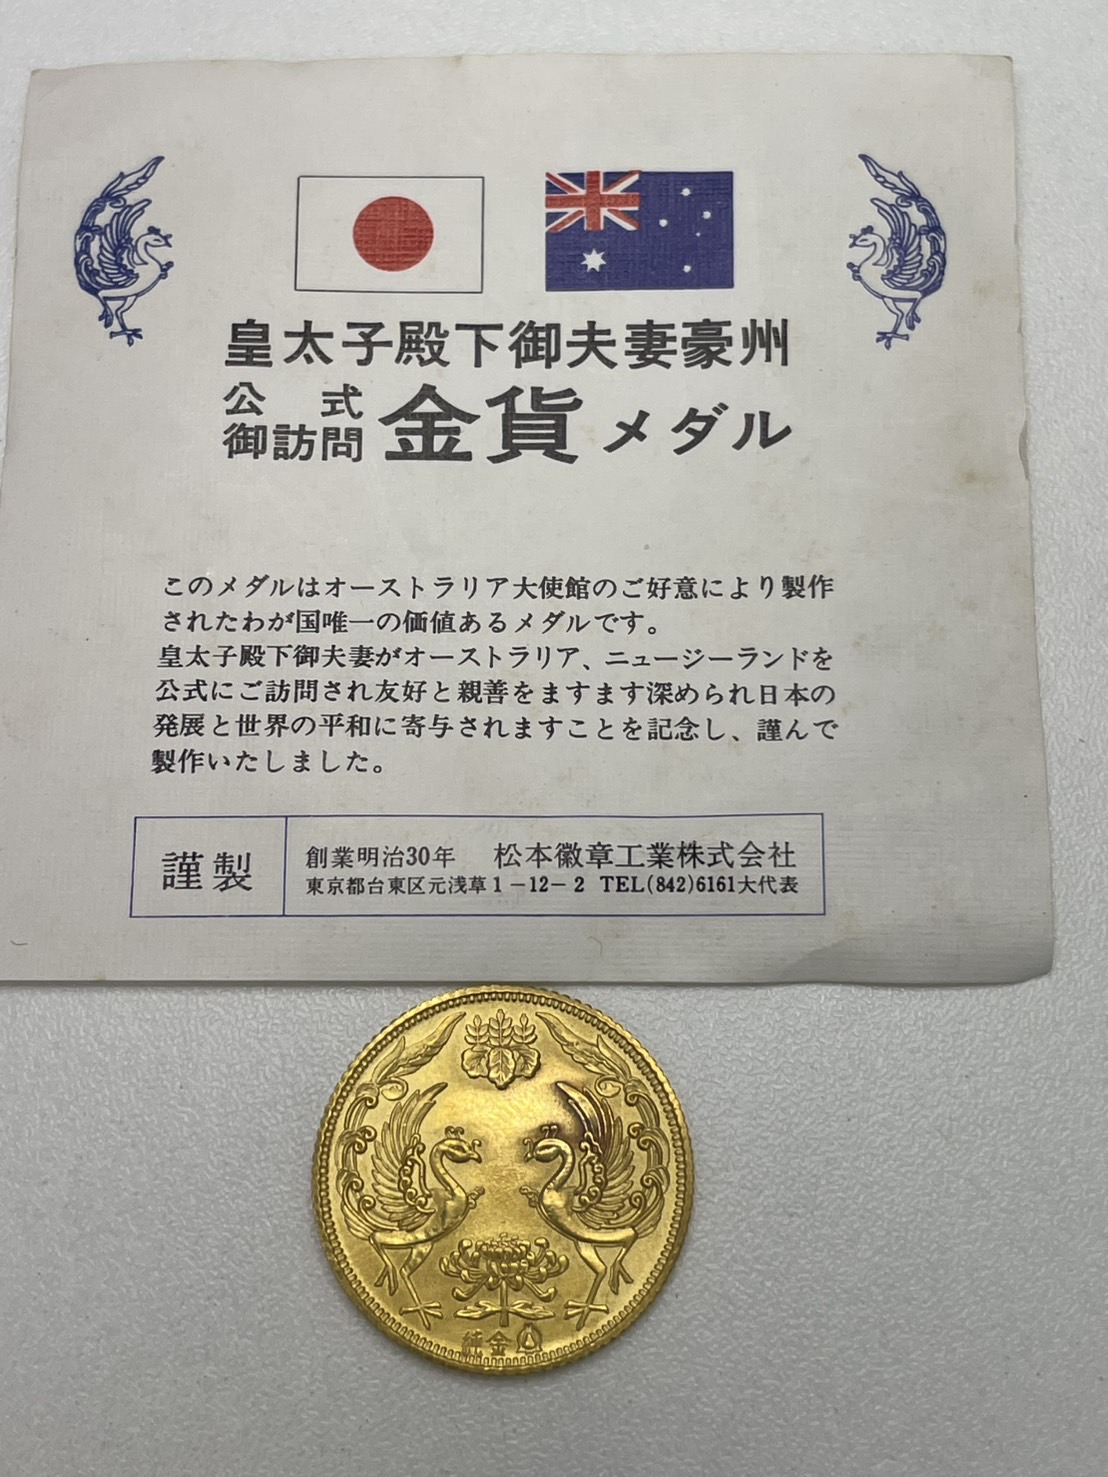 皇太子殿下御夫妻豪州
公式
御訪問 金貨メダル
このメダルはオーストラリア大使館のご好意により製作
されたわが国唯一の価値あるメダルです。
皇太子殿下御夫妻がオーストラリア、ニュージーランドを
公式にご訪問され友好と親善をますます深められ日本の
発展と世界の平和に寄与されますことを記念し、謹んで
製作いたしました。
謹製
創業明治30年 松本徽章工業株式会社
東京都台東区元浅草1-12-2 TEL(842)6161大代表
純金